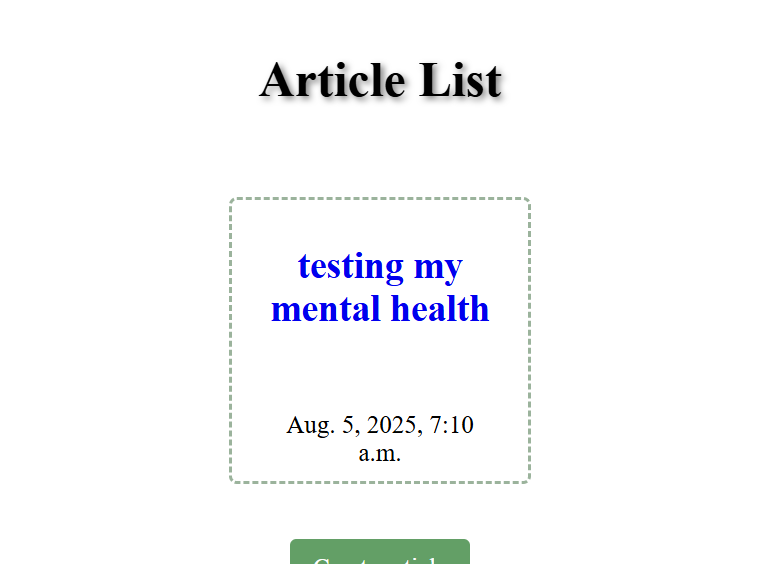 Article List
testing my
mental health
Aug. 5, 2025, 7:10
a.m.